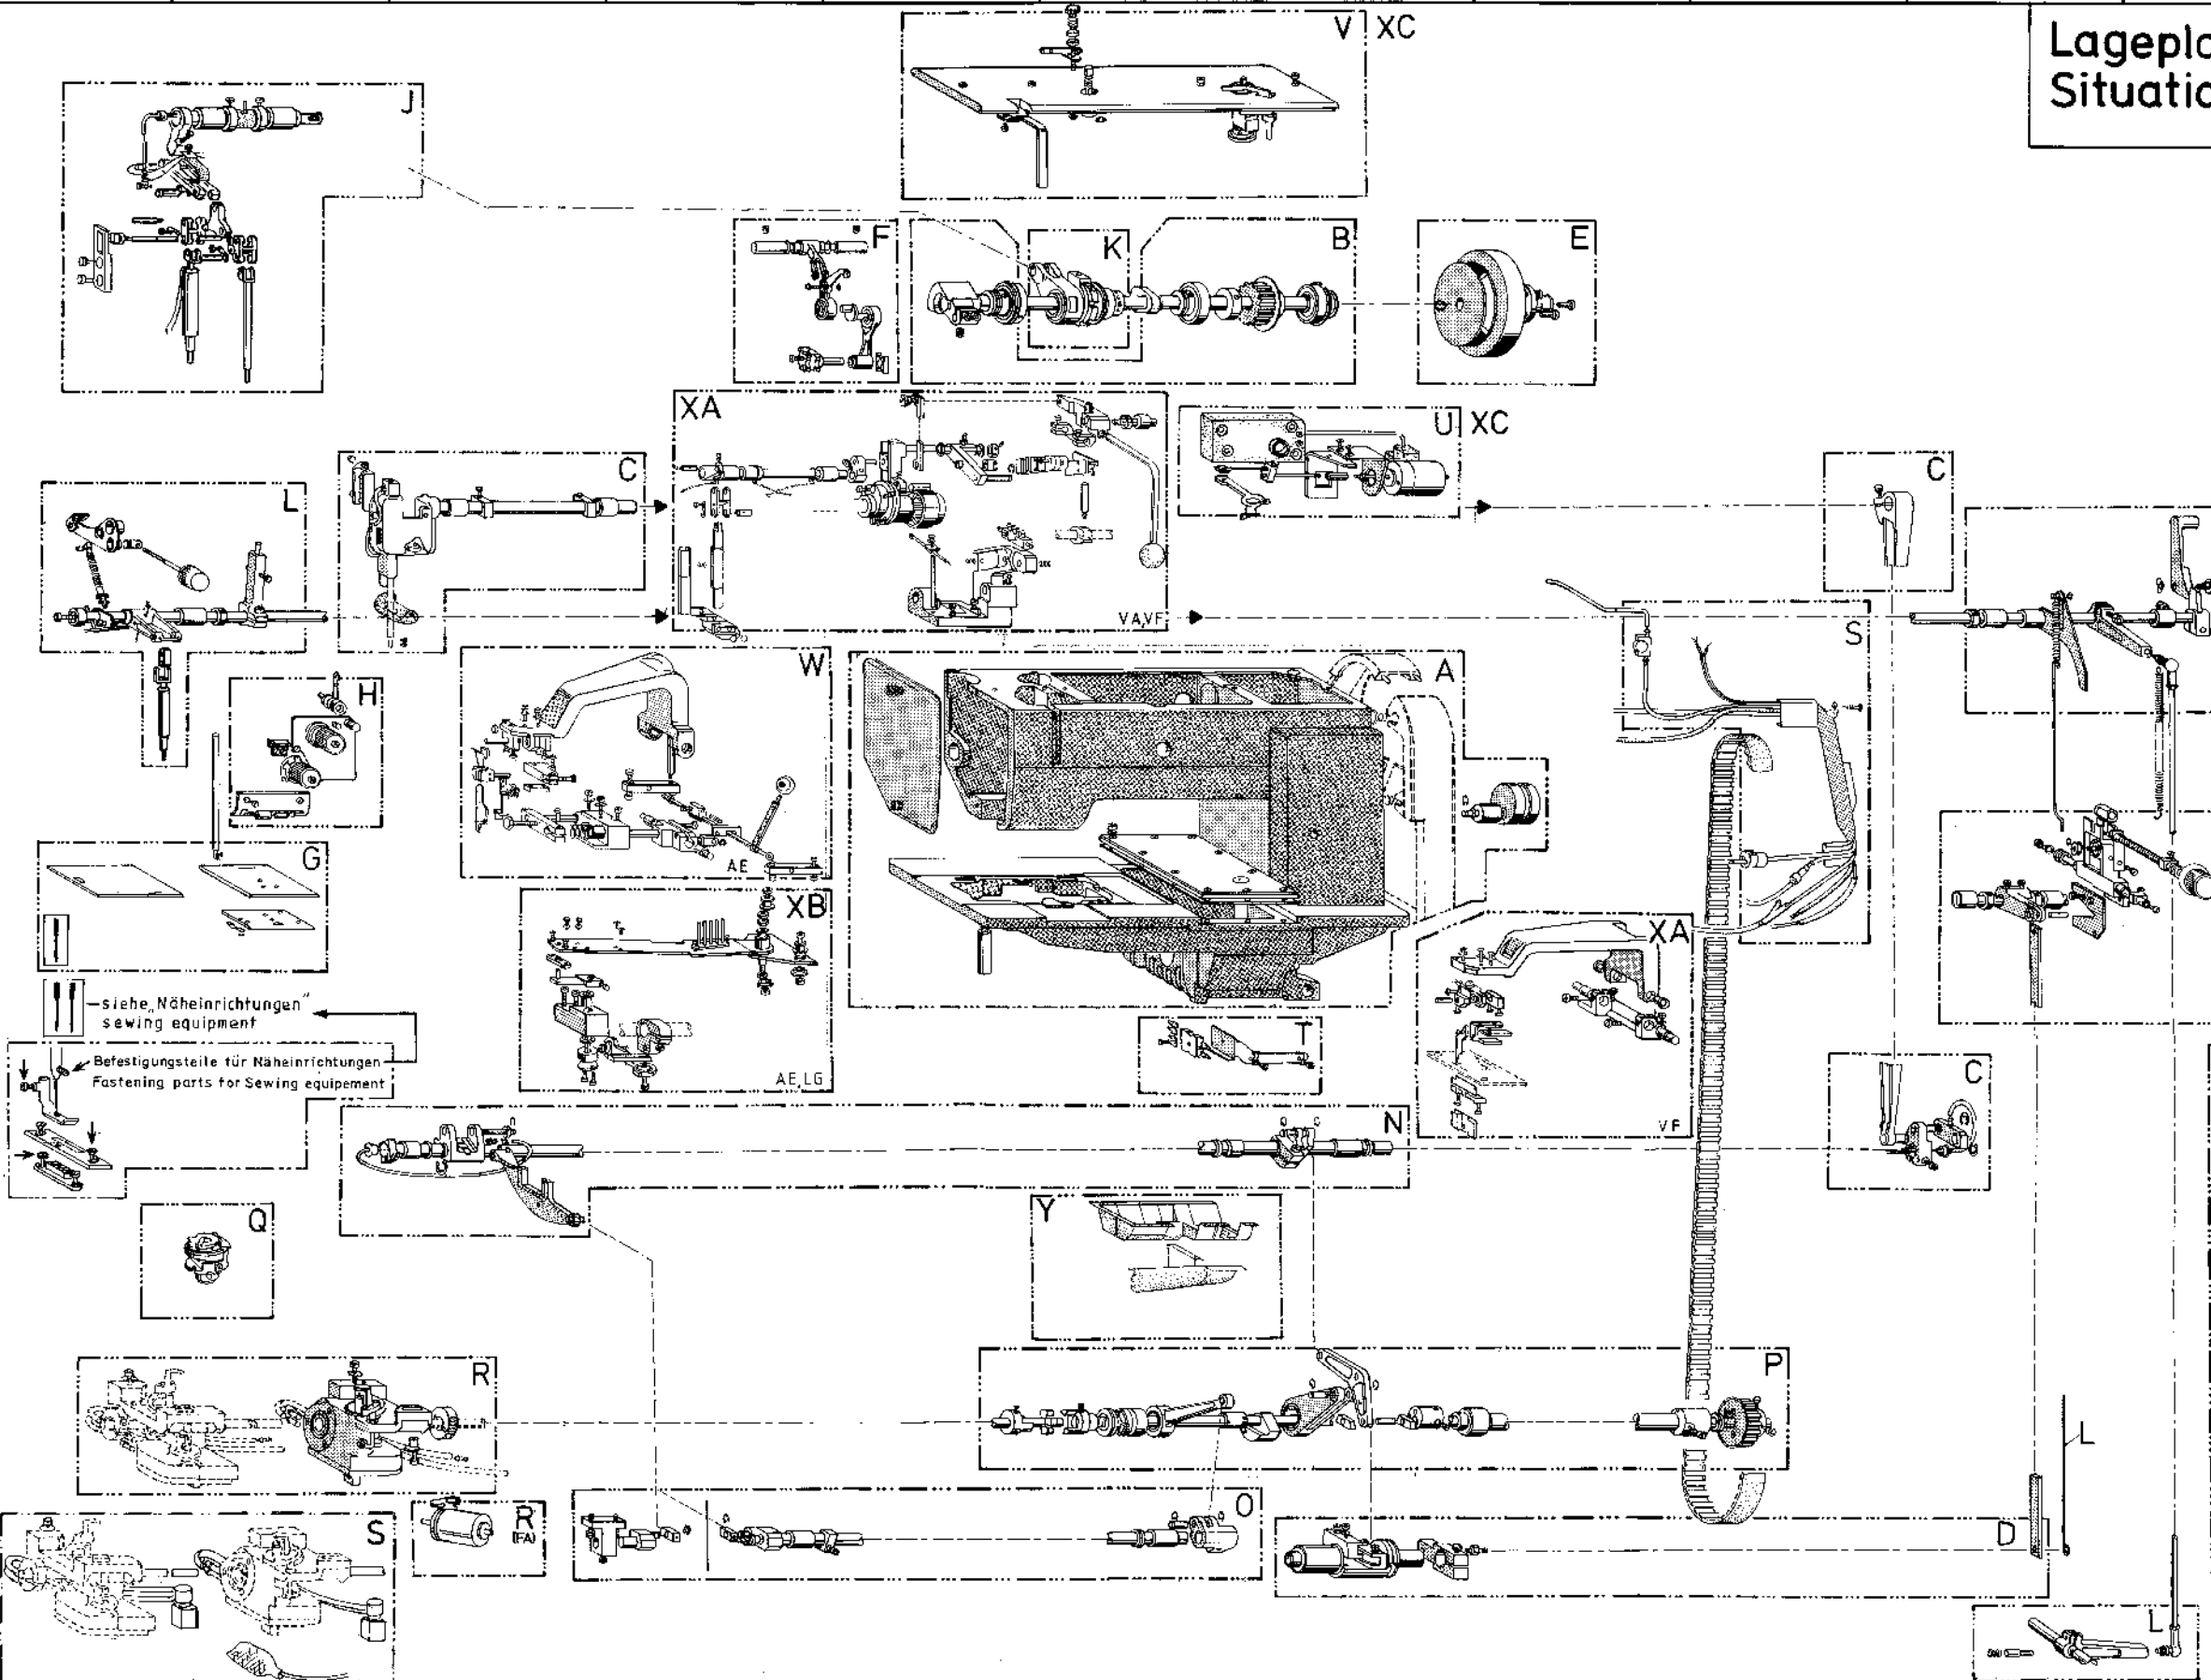 V XC
Lagepla
Situatio
J
F
K
B
E
XA
U XC
C
C
L
VA,VF
S
W
A
H
AE
G
XB
XA
siehe „Näheinrichtungen"
sewing equipment
Befestigungsteile für Näheinrichtungen
Fastening parts for Sewing equipement
AE,LG
T
VF
C
N
Q
Y
R
P
L
S
R
(FA)
O
D
L